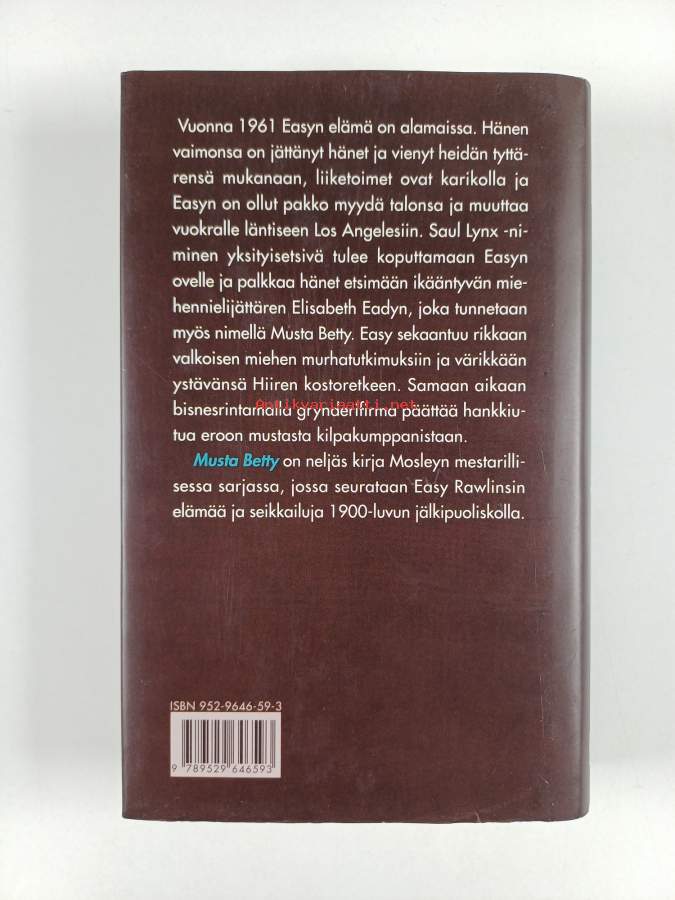 Vuonna 1961 Easyn elämä on alamaissa. Hänen
vaimonsa on jättänyt hänet ja vienyt heidän tyttä-
rensä mukanaan, liiketoimet ovat karikolla ja
Easyn on ollut pakko myydä talonsa ja muuttaa
vuokralle läntiseen Los Angelesiin. Saul Lynx -ni-
minen yksityisetsivä tulee koputtamaan Easyn
ovelle ja palkkaa hänet etsimään ikääntyvän mie-
hennielijättären Elisabeth Eadyn, joka tunnetaan
myös nimellä Musta Betty. Easy sekaantuu rikkaan
valkoisen miehen murhatutkimuksiin ja värikkään
ystävänsä Hiiren kostoretkeen. Samaan aikaan
bisnesrintamalla grynderifirma päättää hankkiu-
Antikvariaatti.net
tua eroon mustasta kilpakumppanistaan.
Musta Betty on neljäs kirja Mosleyn mestarilli-
sessa sarjassa, jossa seurataan Easy Rawlinsin
elämää ja seikkailuja 1900-luvun jälkipuoliskolla.
ISBN 952-9646-59-3
9 789529 646593